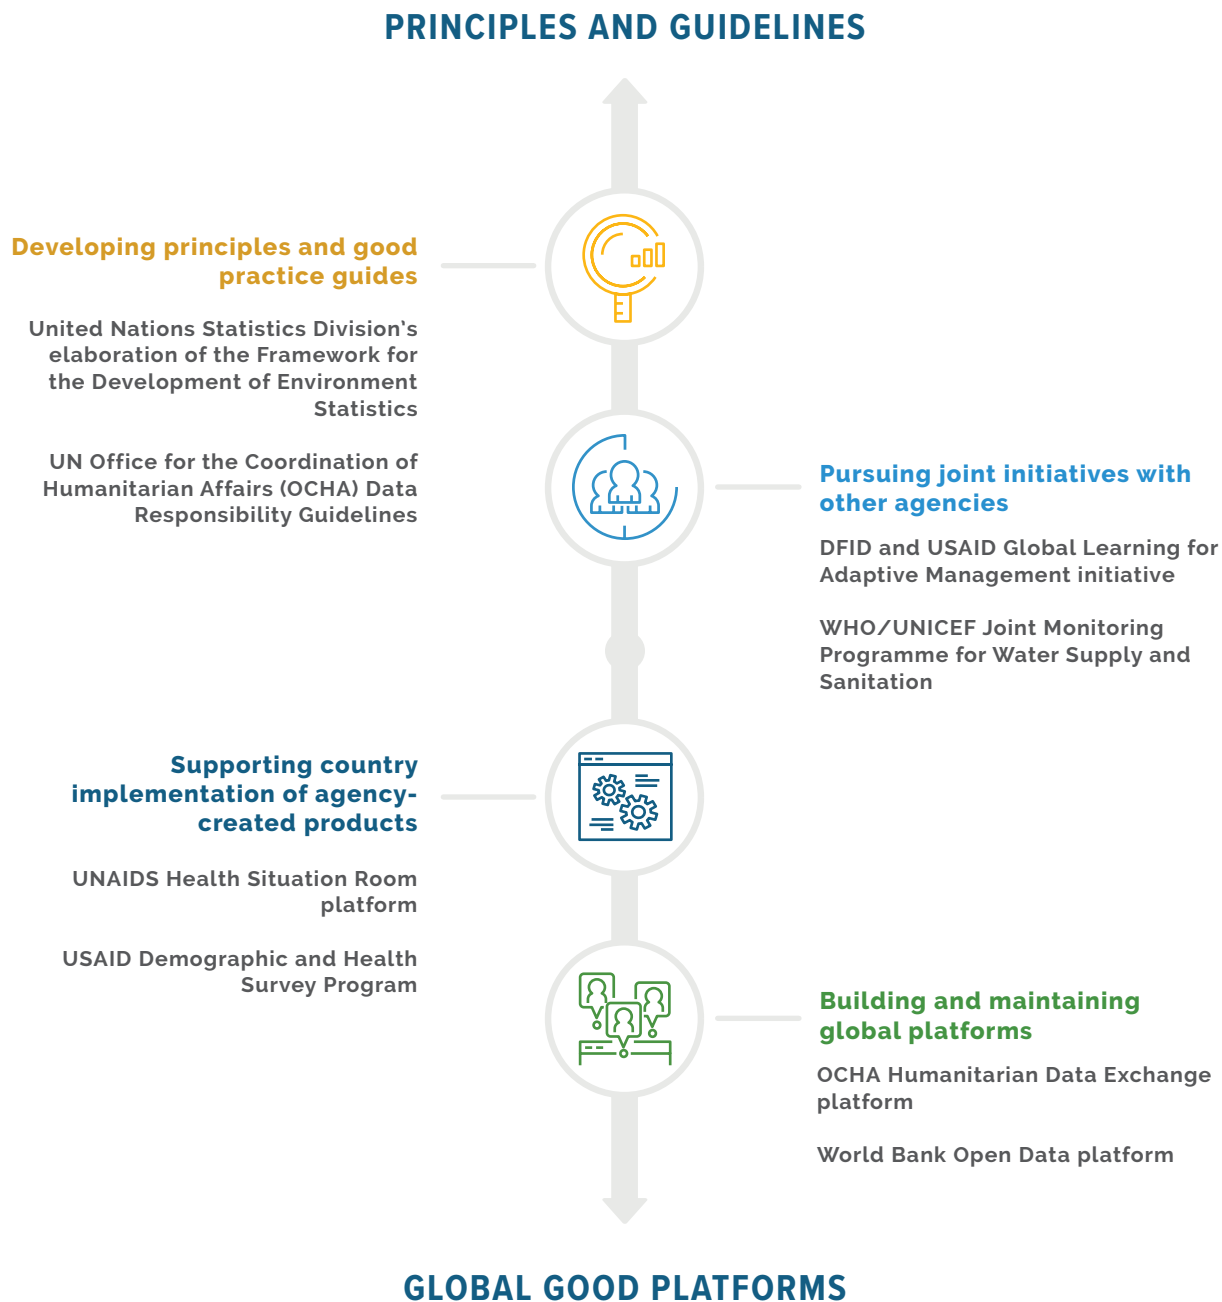 PRINCIPLES AND GUIDELINES
Developing principles and good
practice guides
United Nations Statistics Division’s
elaboration of the Framework for
the Development of Environment
Statistics
UN Office for the Coordination of
Humanitarian Affairs (OCHA) Data
Responsibility Guidelines
Pursuing joint initiatives with
other agencies
DFID and USAID Global Learning for
Adaptive Management initiative
WHO/UNICEF Joint Monitoring
Programme for Water Supply and
Sanitation
Supporting country
implementation of agency-
created products
UNAIDS Health Situation Room
platform
USAID Demographic and Health
Survey Program
Building and maintaining
global platforms
OCHA Humanitarian Data Exchange
platform
World Bank Open Data platform
GLOBAL GOOD PLATFORMS